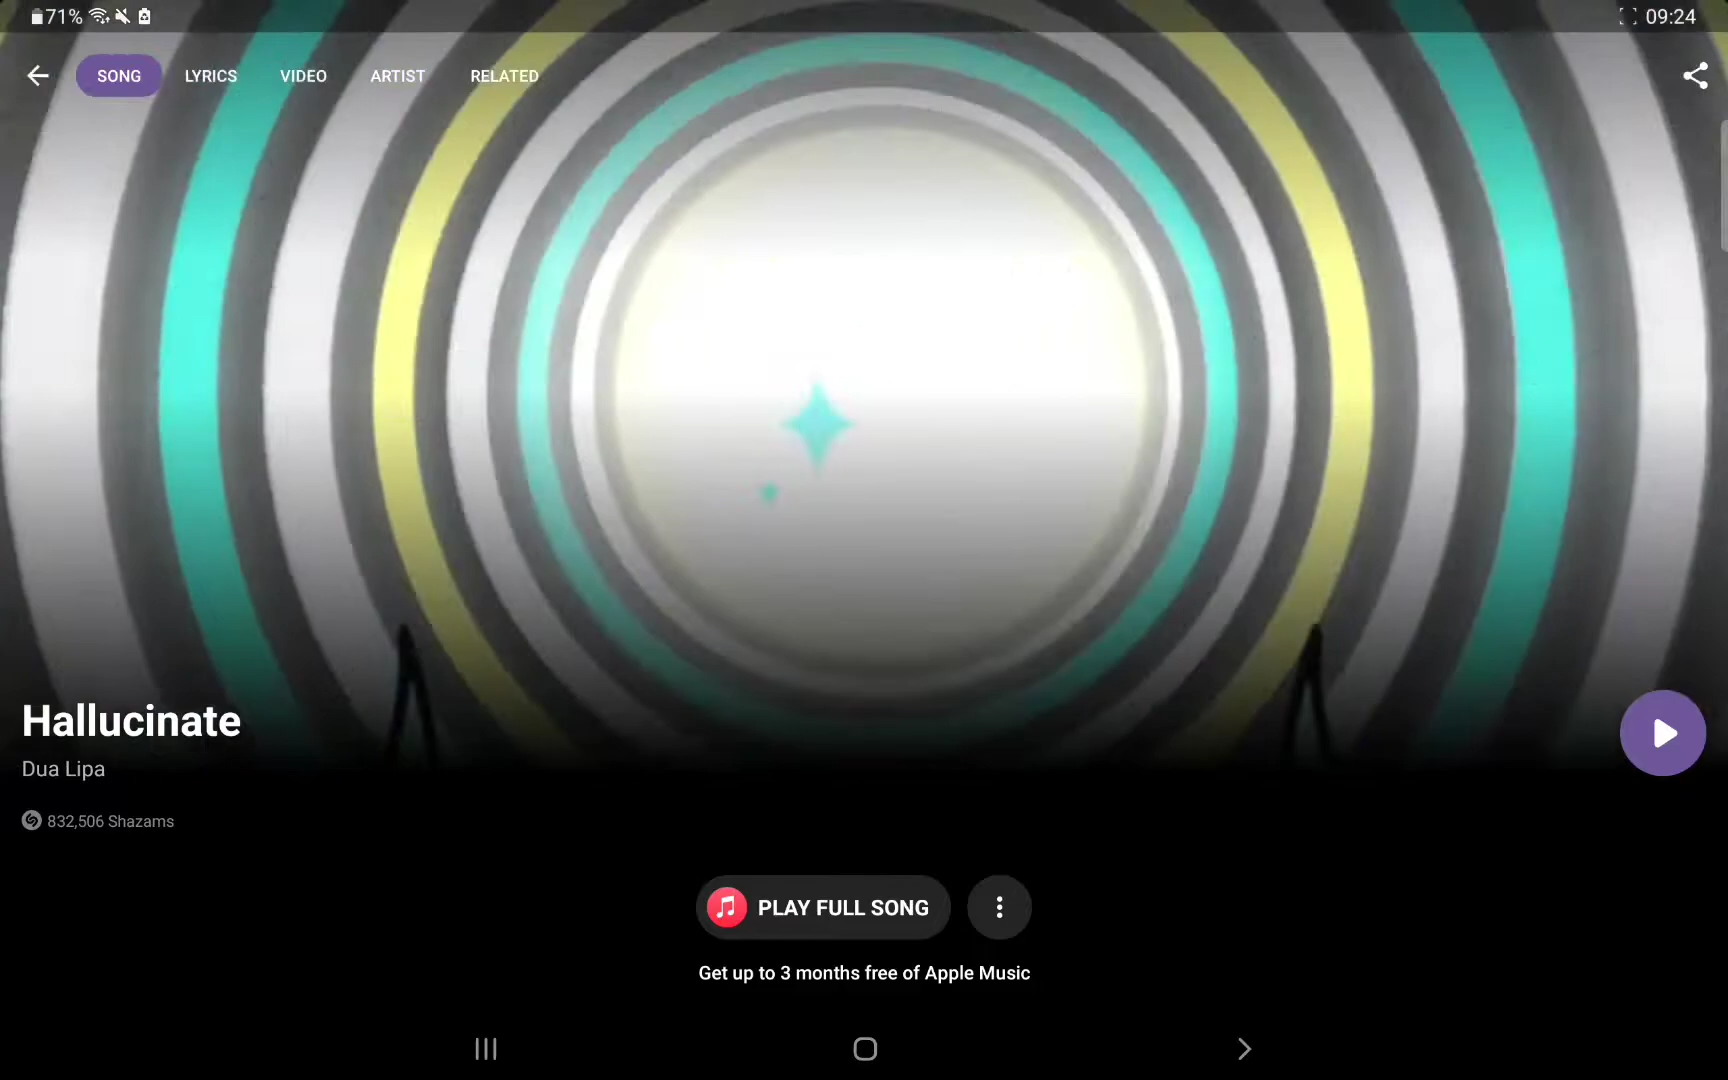 71%
09:24
SONG LYRICS VIDEO ARTIST RELATED
Hallucinate
Dua Lipa
832,506 Shazams
PLAY FULL SONG
Get up to 3 months free of Apple Music